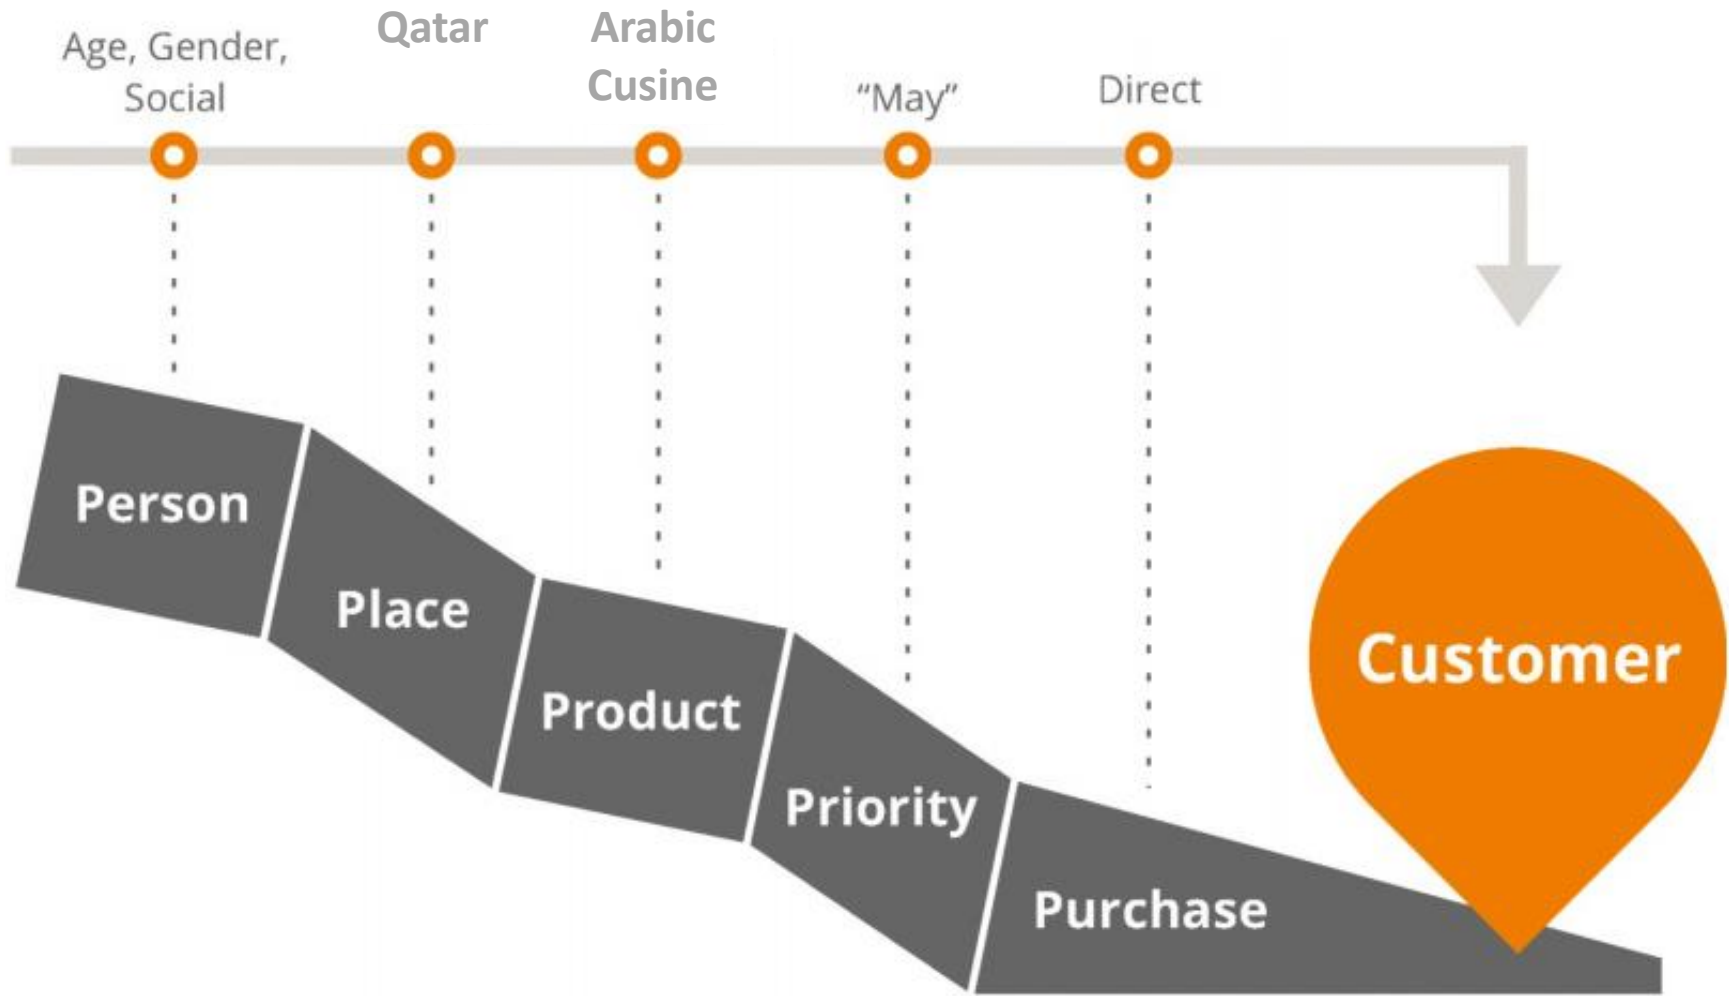 Age, Gender,
Social
Qatar
Arabic
Cusine
“May”
Direct
Person
Place
Product
Priority
Purchase
Customer